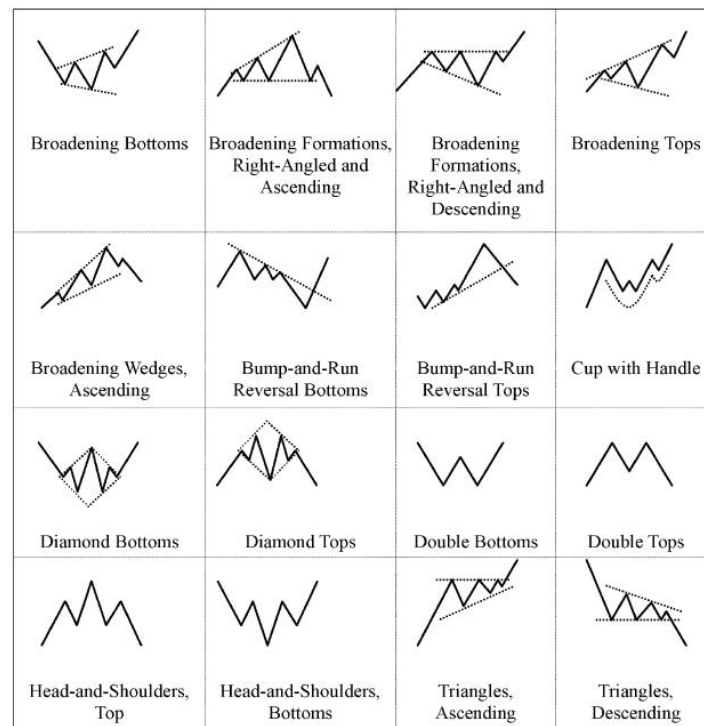 Broadening Bottoms
Broadening Formations,
Right-Angled and
Ascending
Broadening
Formations,
Right-Angled and
Descending
Broadening Tops
Broadening Wedges,
Ascending
Bump-and-Run
Reversal Bottoms
Bump-and-Run
Reversal Tops
Cup with Handle
Diamond Bottoms
Diamond Tops
Double Bottoms
Double Tops
Head-and-Shoulders,
Top
Head-and-Shoulders,
Bottoms
Triangles,
Ascending
Triangles,
Descending